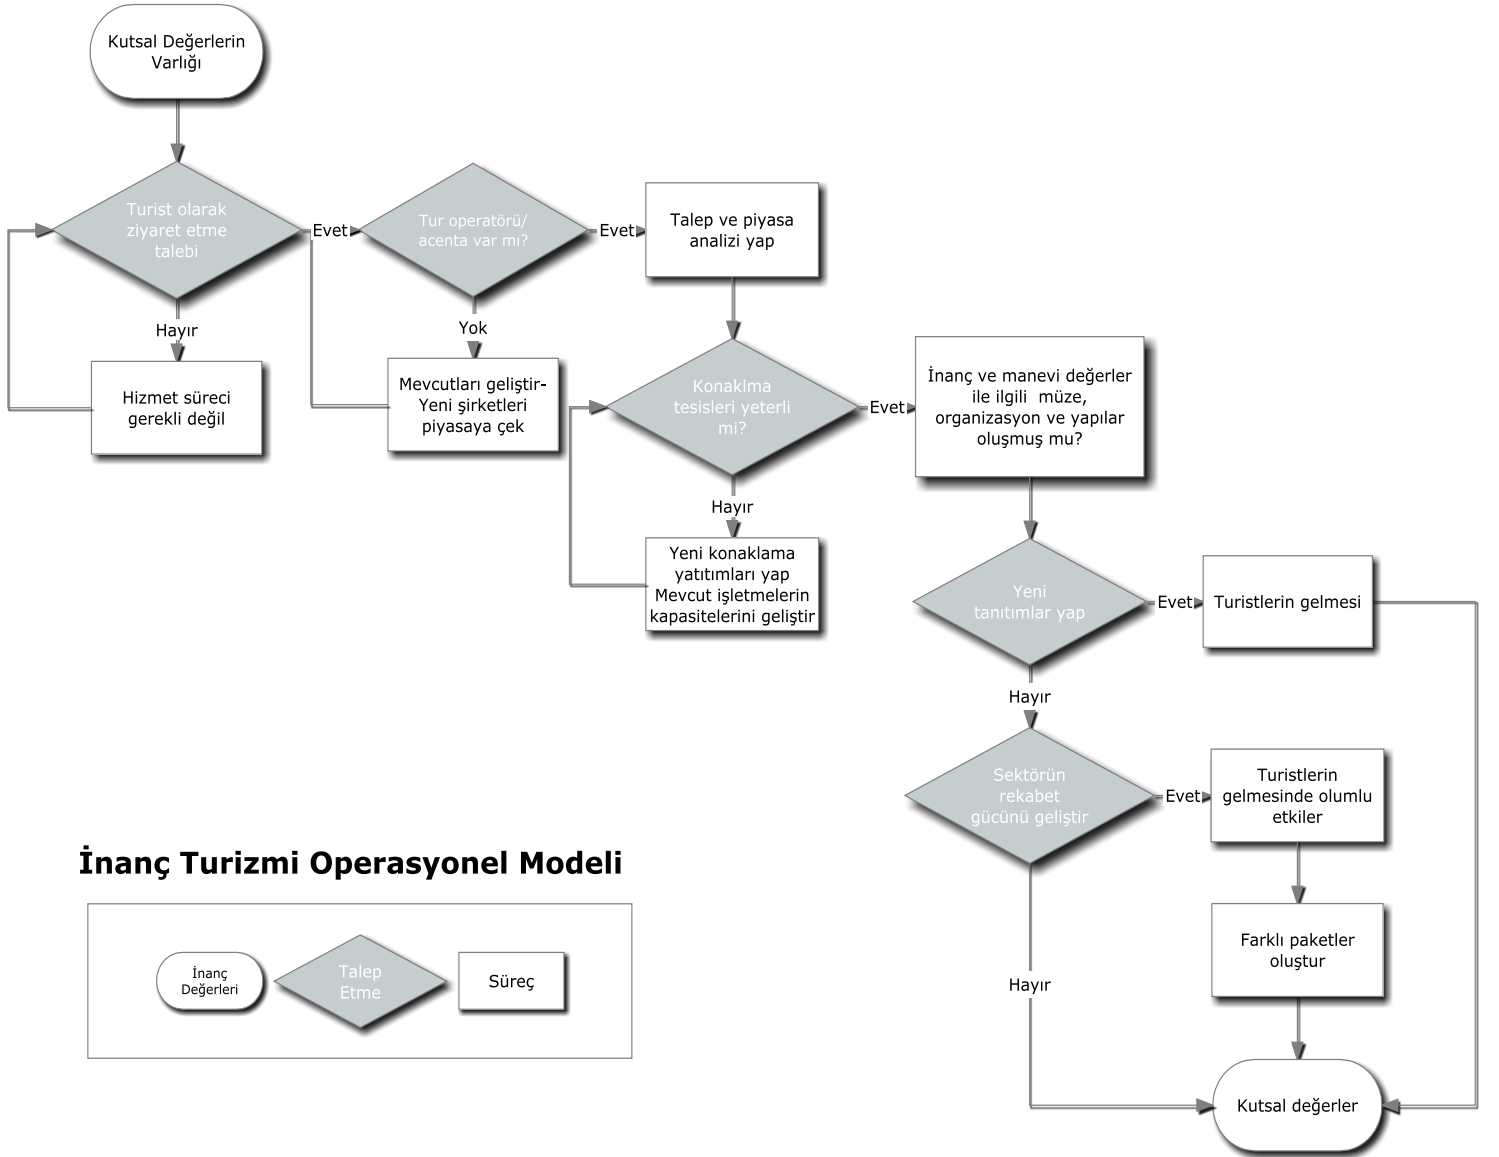 Kutsal Değerlerin
Varlığı
Turist olarak
ziyaret etme
talebi
Evet
Tur operatörü/
acenta var mı?
Evet
Talep ve piyasa
analizi yap
Hayır
Hizmet süreci
gerekli değil
Yok
Mevcutları geliştir-
Yeni şirketleri
piyasaya çek
Konaklma
tesisleri yeterli
mi?
Evet
İnanç ve manevi değerler
ile ilgili  müze,
organizasyon ve yapılar
oluşmuş mu?
Hayır
Yeni konaklama
yatıtımları yap
Mevcut işletmelerin
kapasitelerini geliştir
Yeni
tanıtımlar yap
Evet
Turistlerin gelmesi
Hayır
Sektörün
rekabet
gücünü geliştir
Evet
Turistlerin
gelmesinde olumlu
etkiler
Farklı paketler
oluştur
Hayır
Kutsal değerler
İnanç Turizmi Operasyonel Modeli
İnanç
Değerleri
Talep
Etme
Süreç